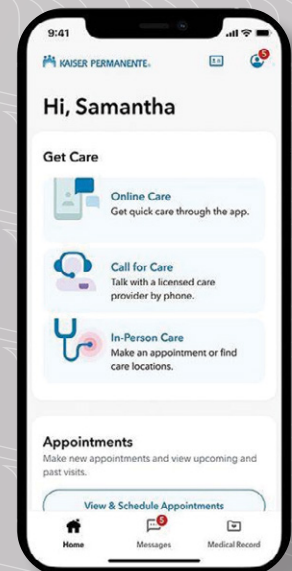 9:41
KAISER PERMANENTE®
5
Hi, Samantha
Get Care
Online Care
Get quick care through the app.
Call for Care
Talk with a licensed care
provider by phone.
In-Person Care
Make an appointment or find
care locations.
Appointments
Make new appointments and view upcoming and
past visits.
View & Schedule Appointments
5
Home Messages Medical Record